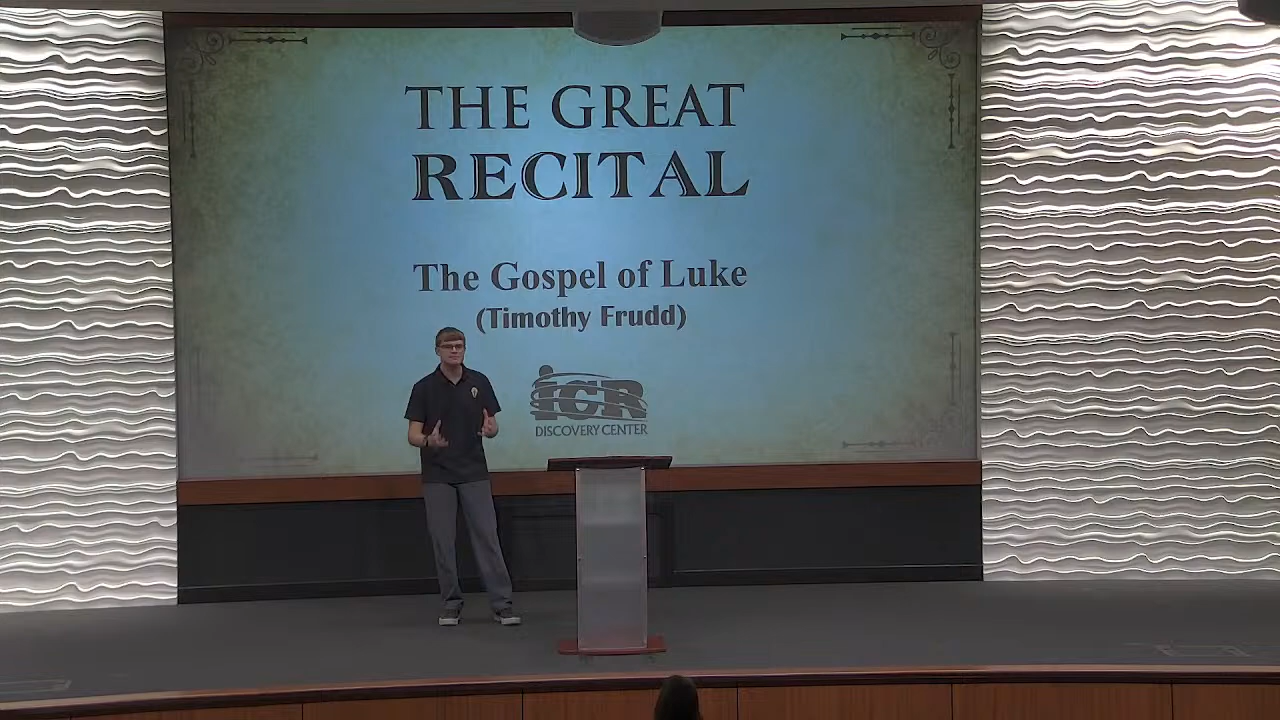 THE GREAT
RECITAL
The Gospel of Luke
(Timothy Frudd)
iCR
DISCOVERY CENTER